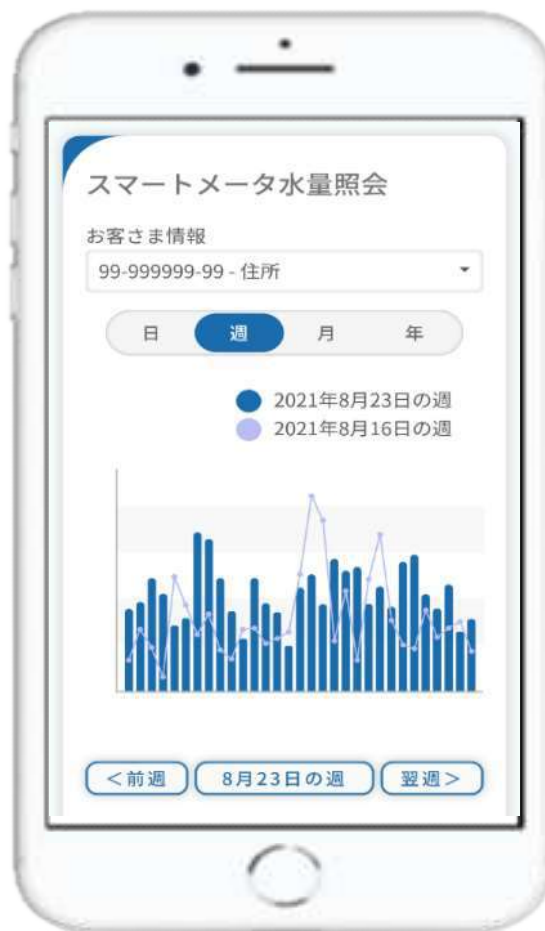 スマートメータ水量照会
お客さま情報
99-999999-99 - 住所
日 週 月 年
2021年8月23日の週
2021年8月16日の週
<前週 8月23日の週 翌週>